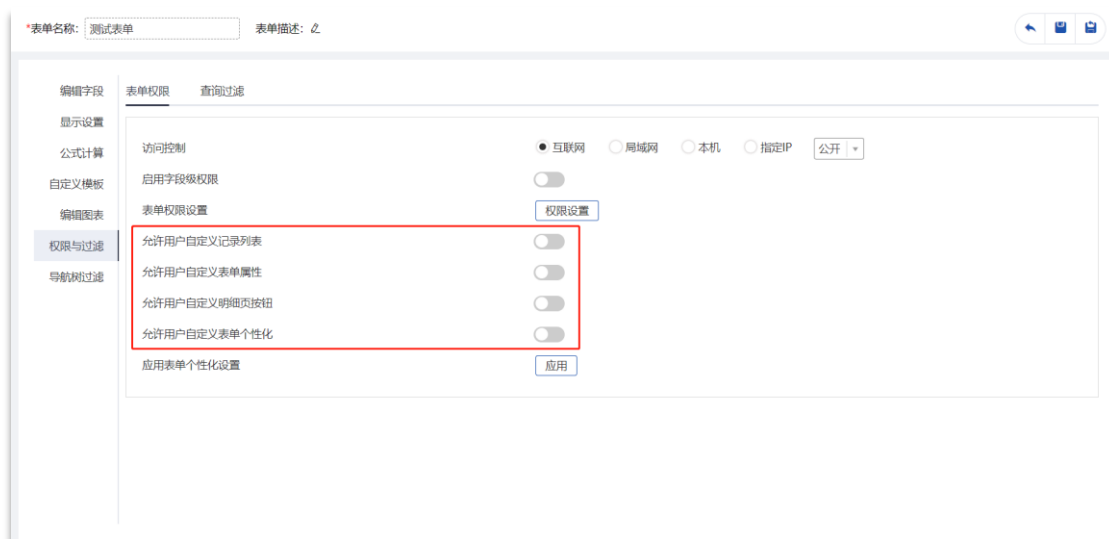 *表单名称: 测试表单 表单描述:
编辑字段 表单权限 查询过滤
显示设置
公式计算 访问控制 互联网 局域网 本机 指定IP 公开
自定义模板 启用字段级权限
编辑图表 表单权限设置 权限设置
权限与过滤 允许用户自定义记录列表
导航树过滤 允许用户自定义表单属性
允许用户自定义明细页按钮
允许用户自定义表单个性化
应用表单个性化设置 应用